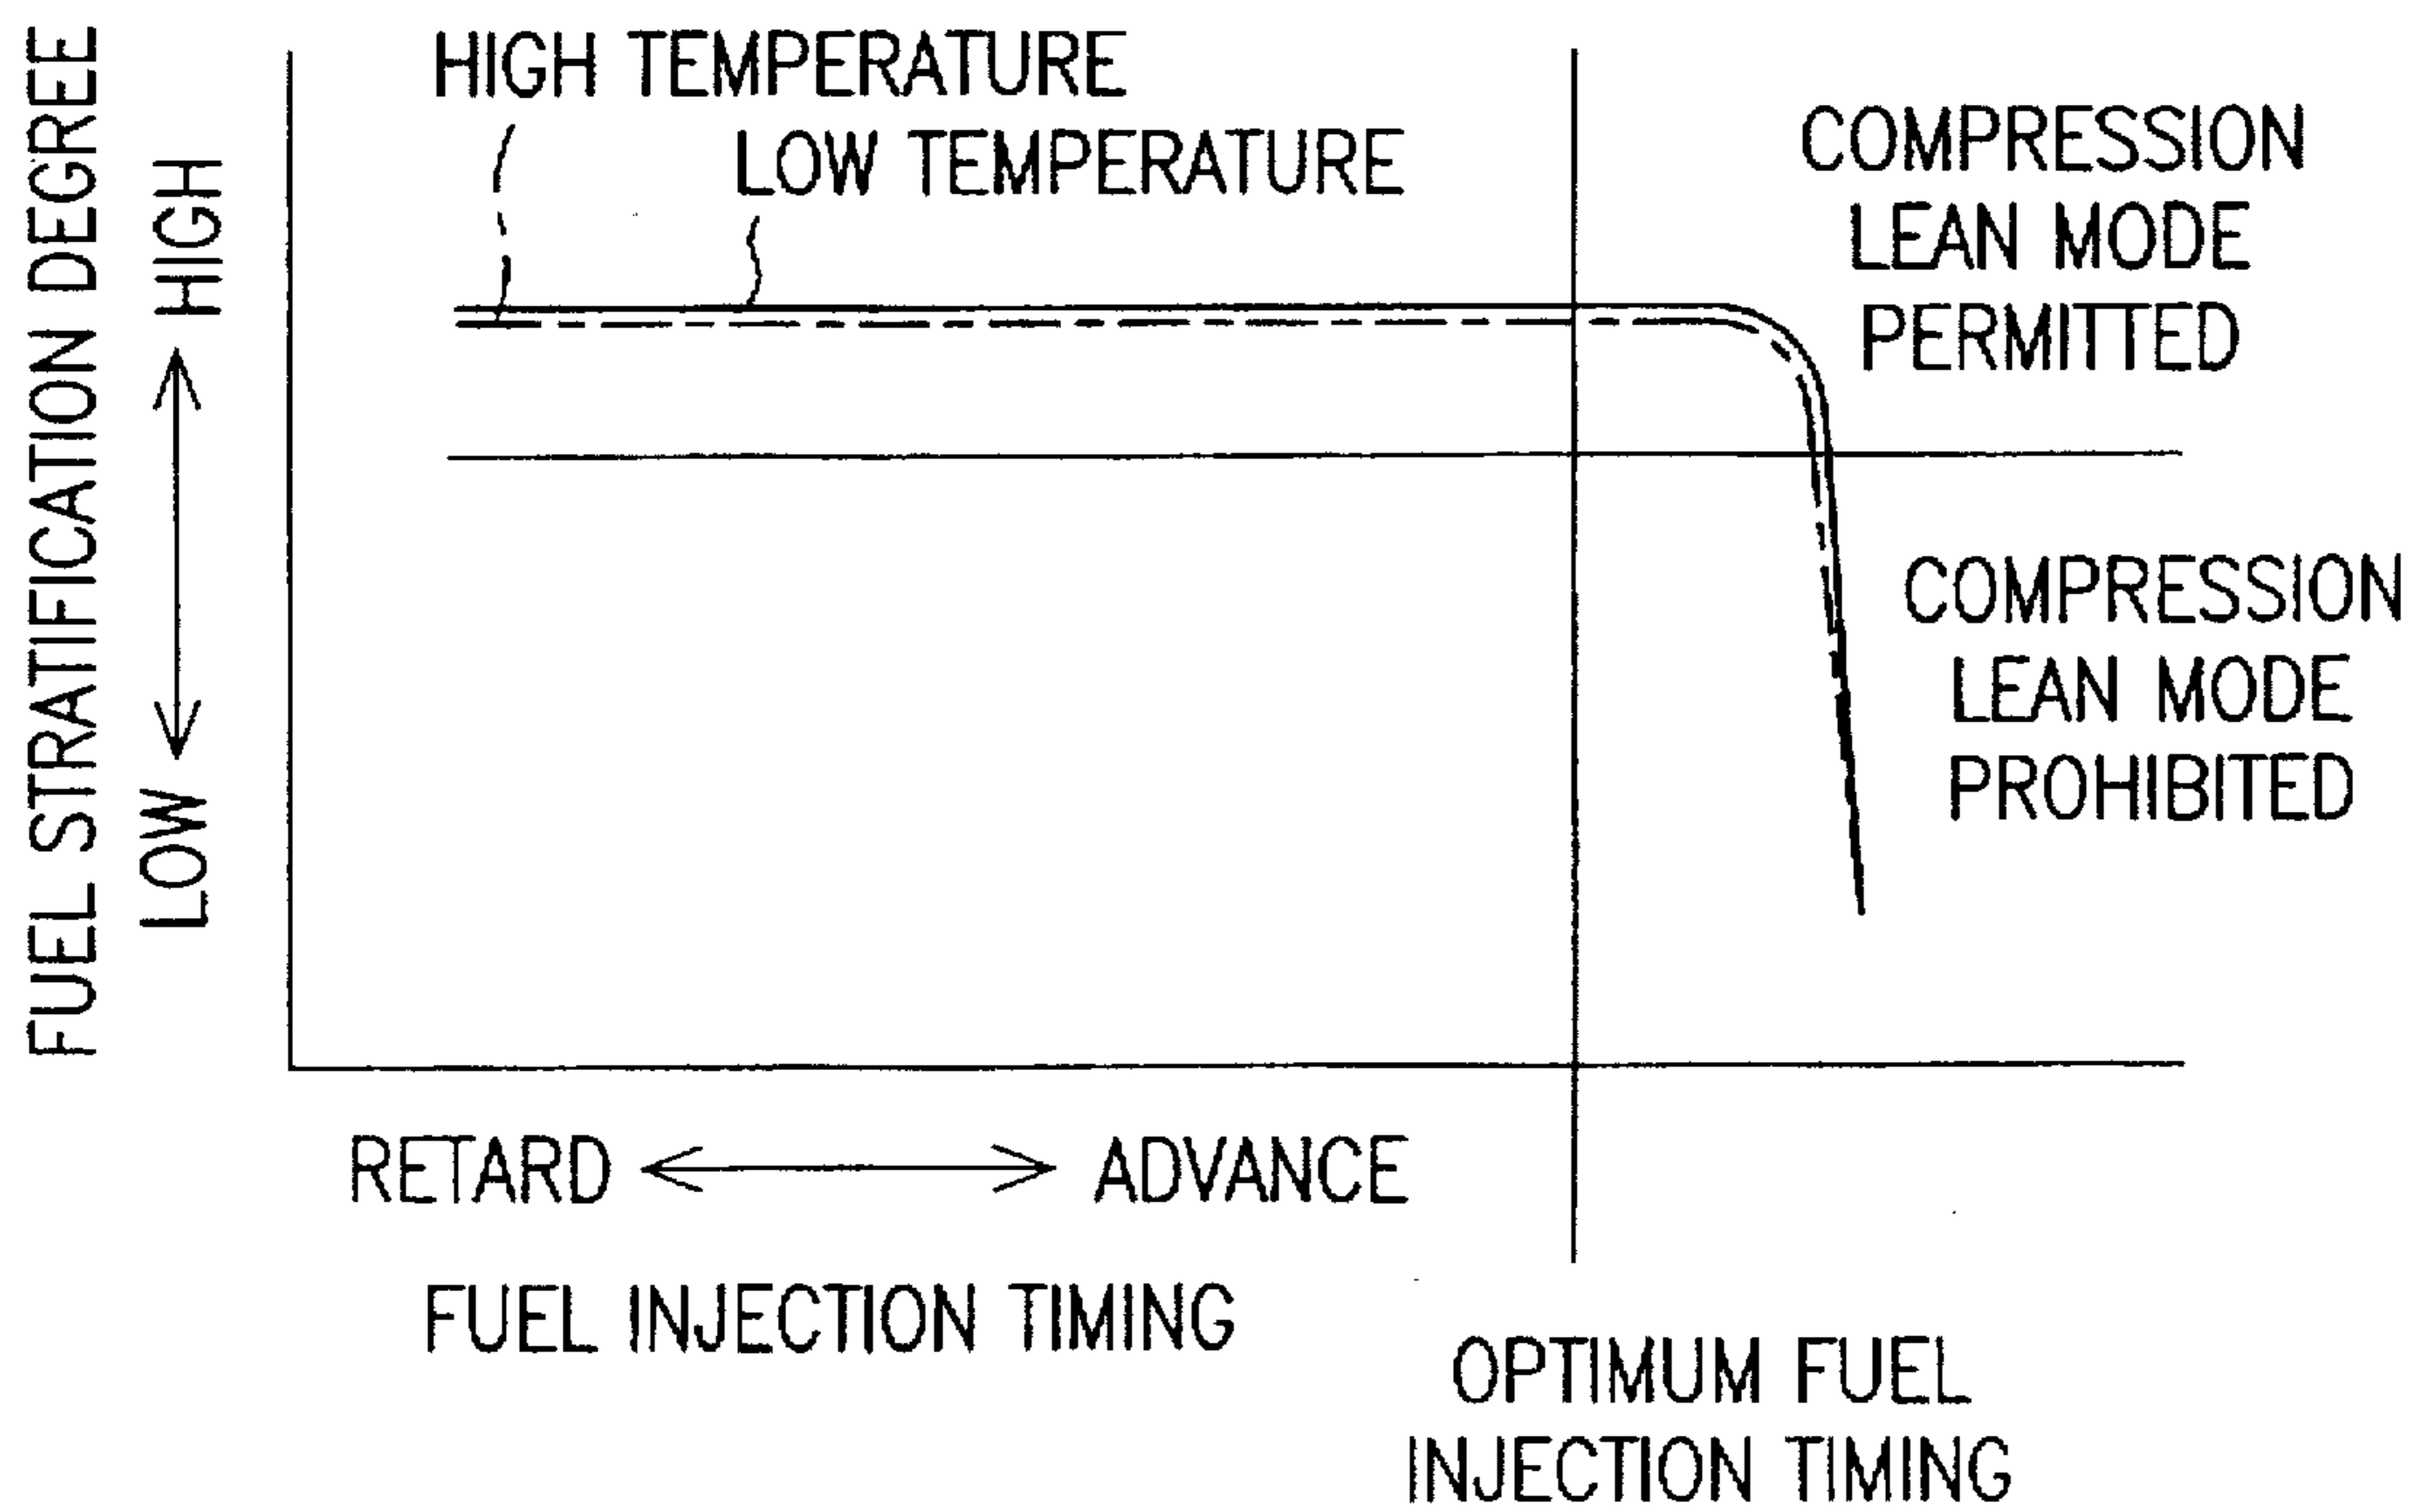 FUEL STRATIFICATION DEGREE
LOW
HIGH
HIGH TEMPERATURE
LOW TEMPERATURE
COMPRESSION
LEAN MODE
PERMITTED
COMPRESSION
LEAN MODE
PROHIBITED
RETARD
ADVANCE
FUEL INJECTION TIMING
OPTIMUM FUEL
INJECTION TIMING